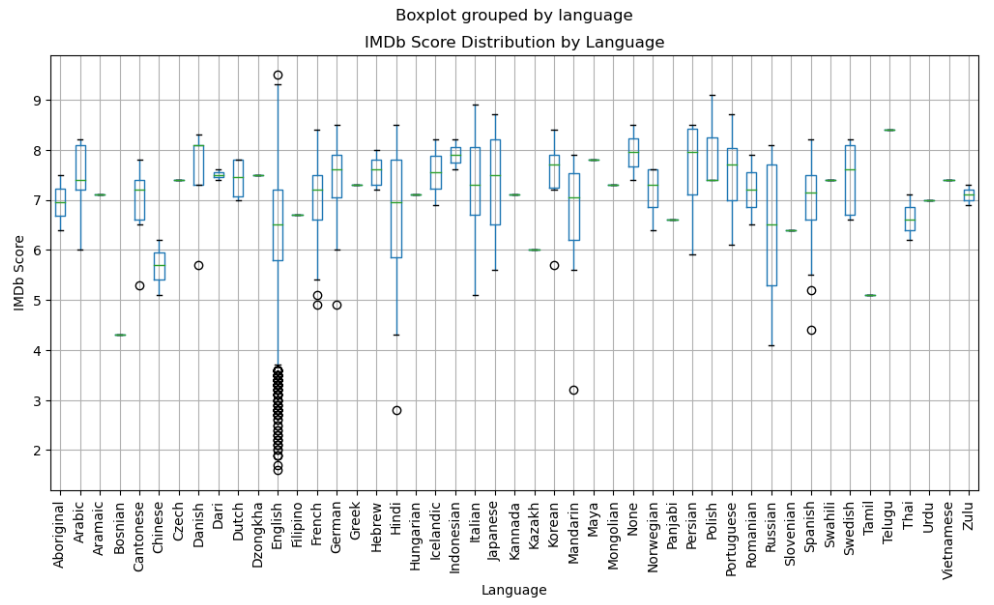 Boxplot grouped by language
IMDb Score Distribution by Language
IMDb Score
9
8
7
6
5
4
3
2
Aboriginal
Arabic
Aramaic
Bosnian
Cantonese
Chinese
Czech
Danish
Dari
Dutch
Dzongkha
English
Filipino
French
German
Greek
Hebrew
Hindi
Hungarian
Icelandic
Indonesian
Italian
Japanese
Kannada
Kazakh
Korean
Mandarin
Maya
Mongolian
None
Norwegian
Panjabi
Persian
Polish
Portuguese
Romanian
Russian
Slovenian
Spanish
Swahili
Swedish
Tamil
Telugu
Thai
Urdu
Vietnamese
Zulu
Language